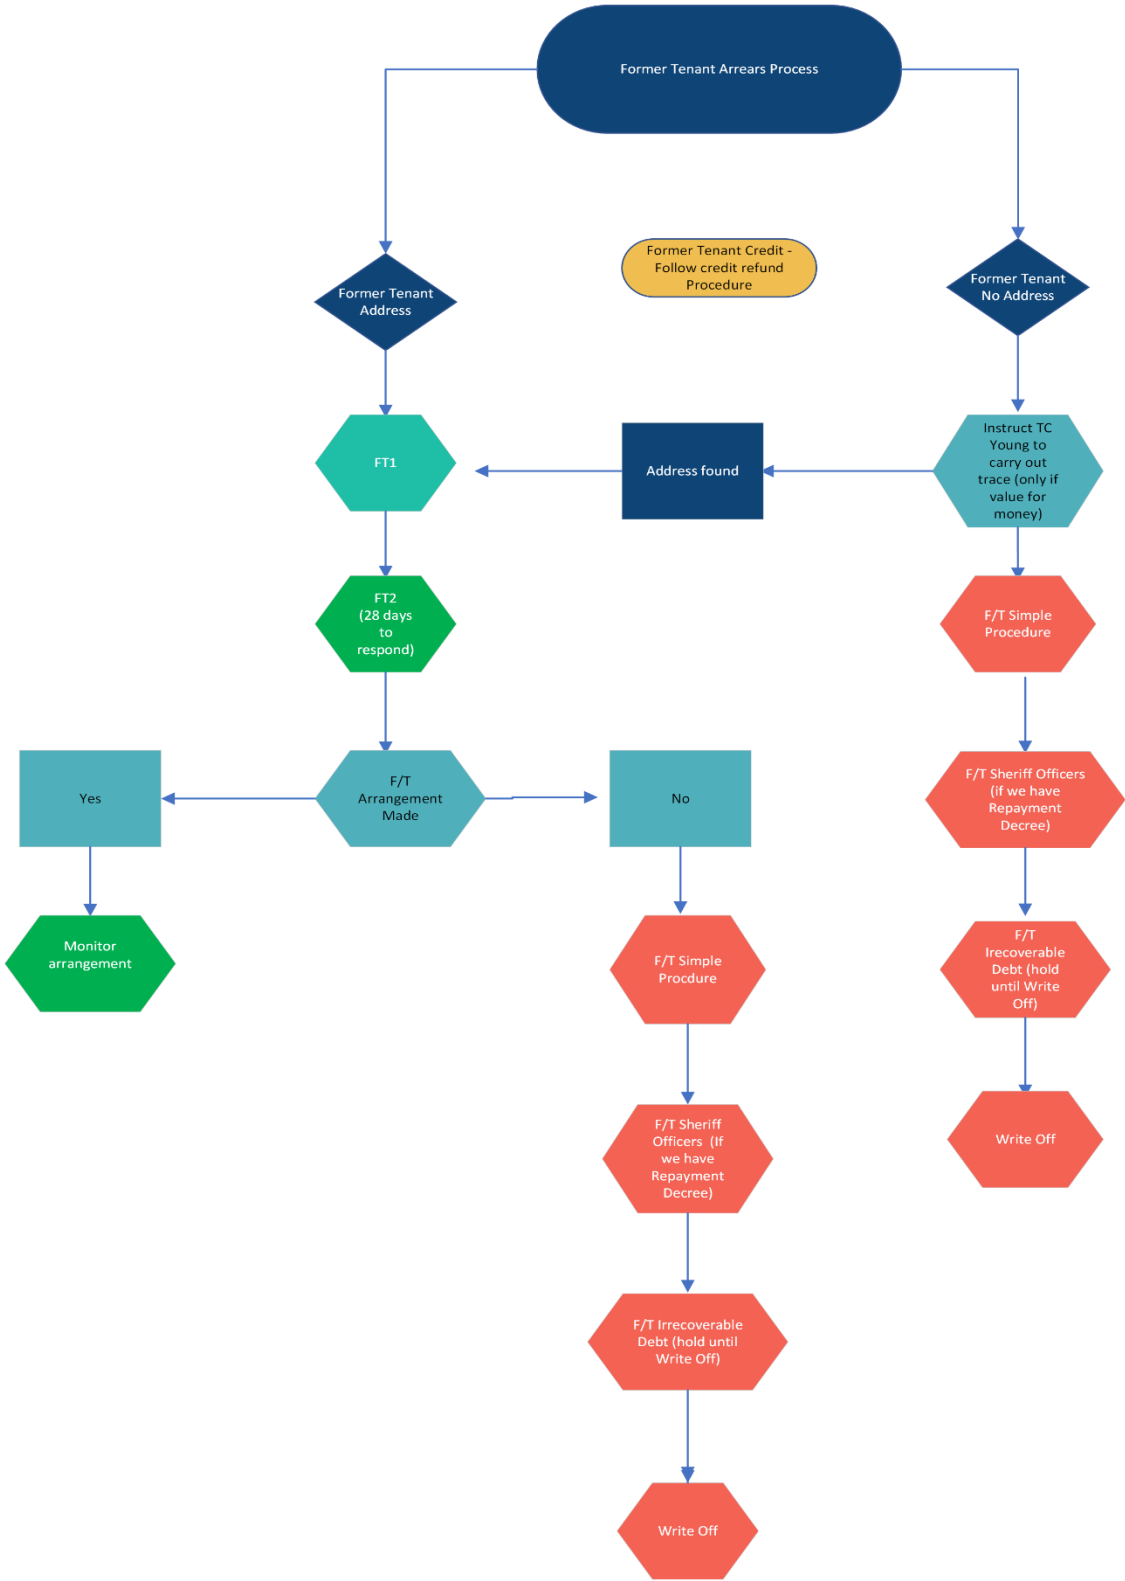 Former Tenant Arrears Process
Former Tenant Credit -
Follow credit refund
Procedure
Former Tenant
Address
Former Tenant
No Address
FT1
Address found
Instruct TC
Young to
carry out
trace (only if
value for
money)
FT2
(28 days
to
respond)
F/T Simple
Procedure
Yes
F/T
Arrangement
Made
No
F/T Sheriff Officers
(if we have
Repayment
Decree)
Monitor
arrangement
F/T Simple
Procdure
F/T
Irecoverable
Debt (hold
until Write
Off)
F/T Sheriff
Officers (If
we have
Repayment
Decree)
Write Off
F/T Irrecoverable
Debt (hold until
Write Off)
Write Off